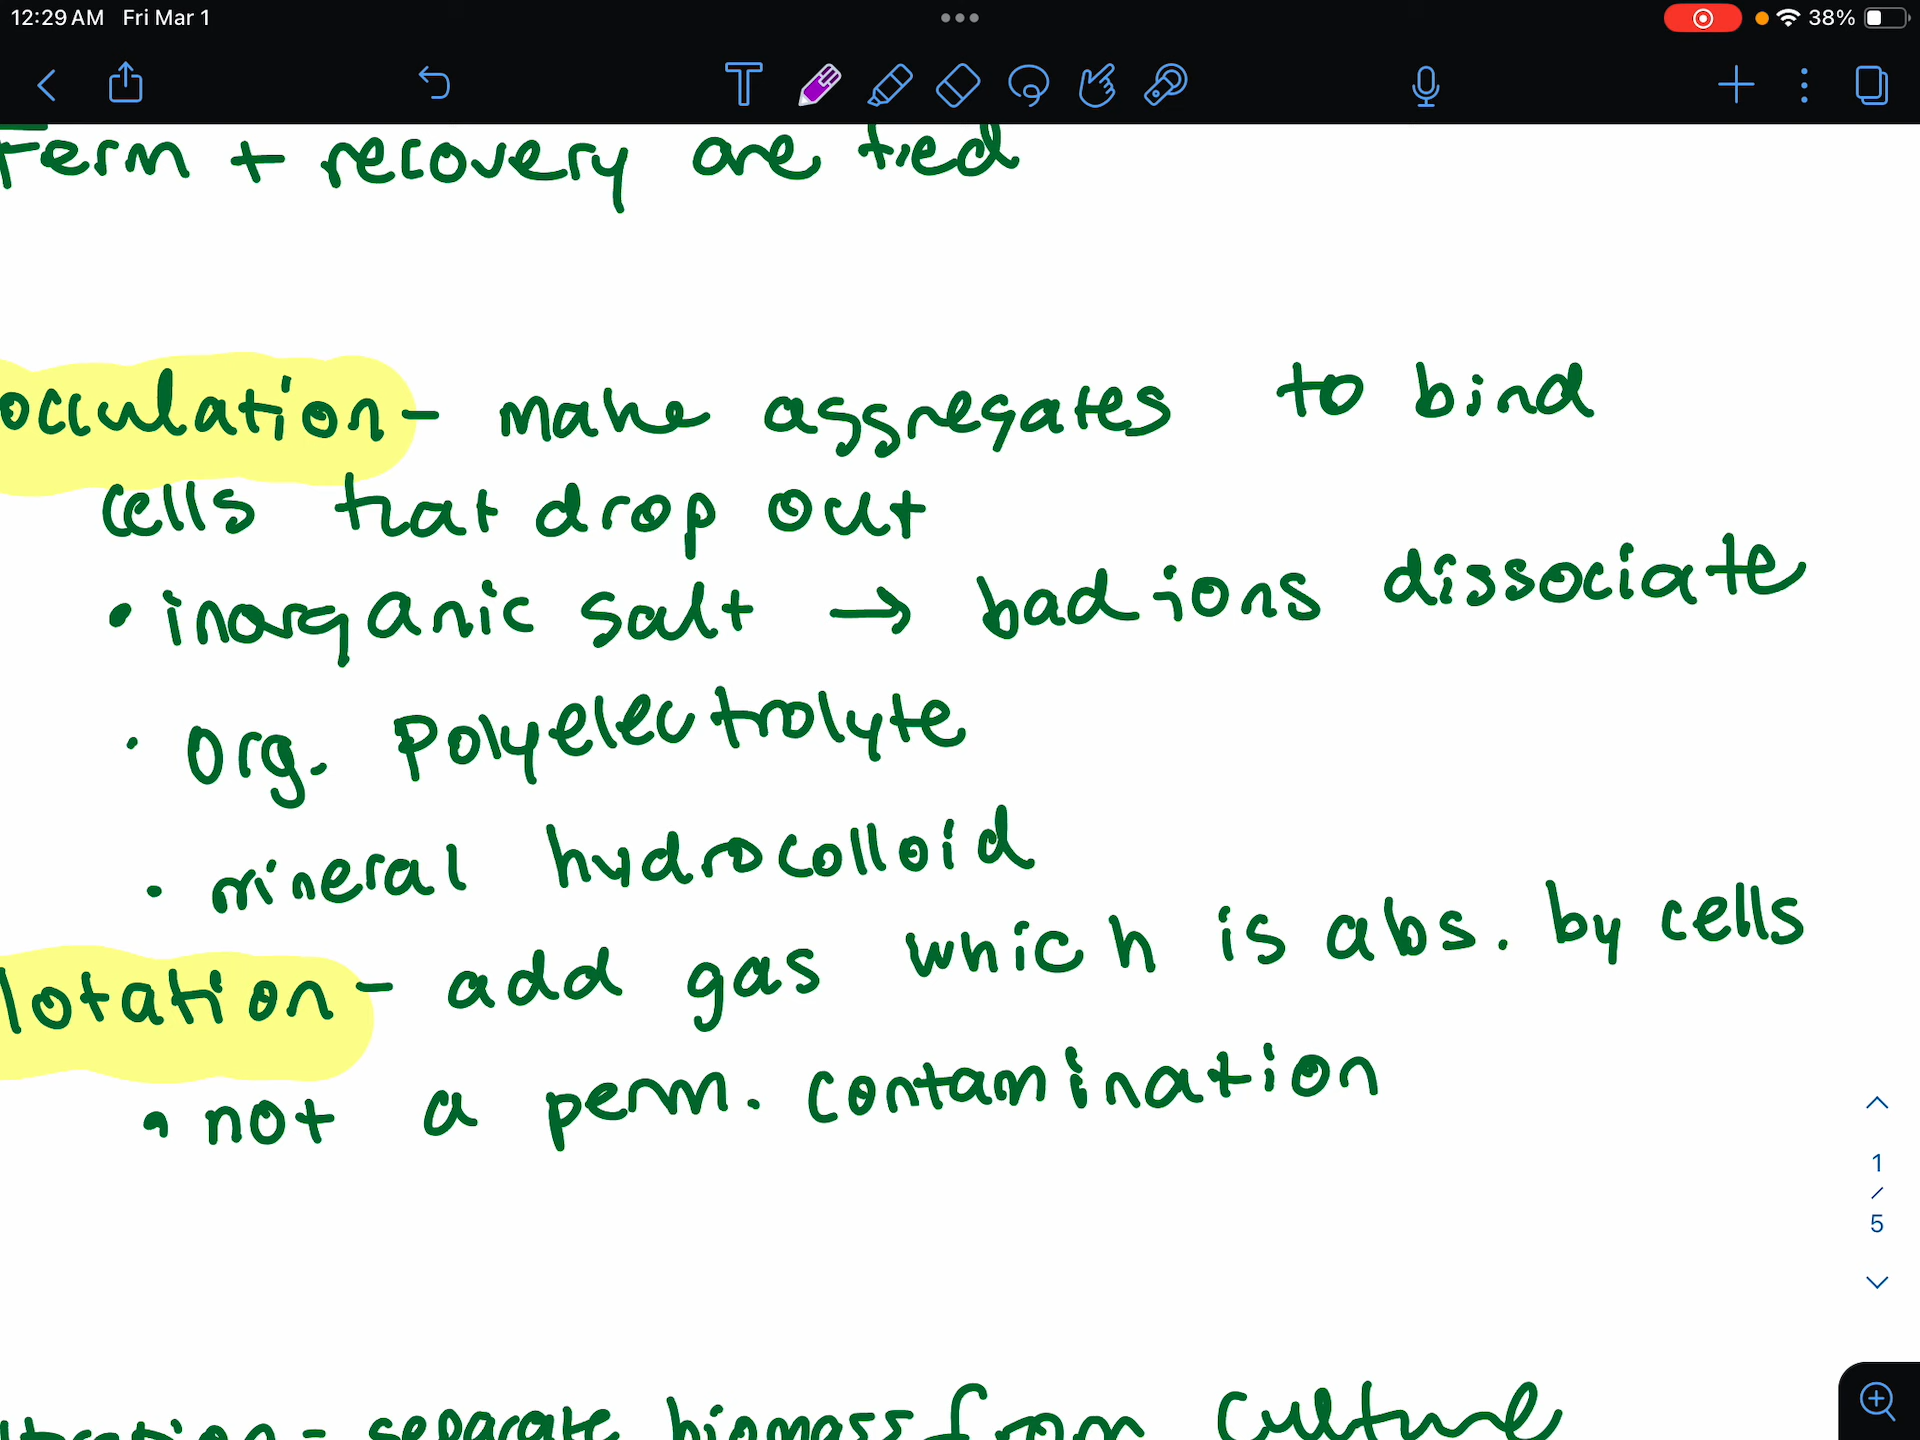 12:29 AM Fri Mar 1
38%
Ferm + recovery are tied
occulation - make aggregates to bind
cells that drop out
• inorganic salt → bad ions dissociate
• Org. Polyelectrolyte
• mineral hydrocolloid
lotation - add gas which is abs. by cells
• not a perm. contamination
1
/
5
ltration - separate biomass from culture